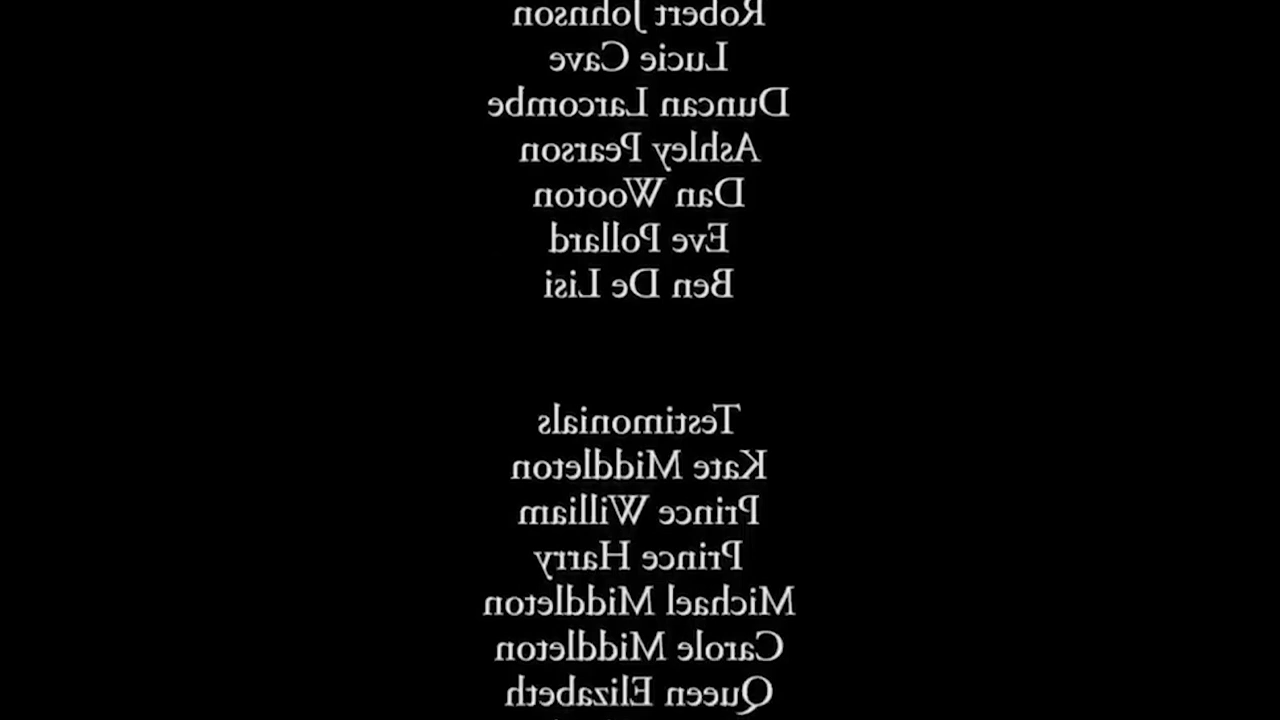 Robert Johnson
Lucie Cave
Duncan Larcombe
Ashley Pearson
Dan Wooton
Eve Pollard
Ben De Lisi
Testimonials
Kate Middleton
Prince William
Prince Harry
Michael Middleton
Carole Middleton
Queen Elizabeth